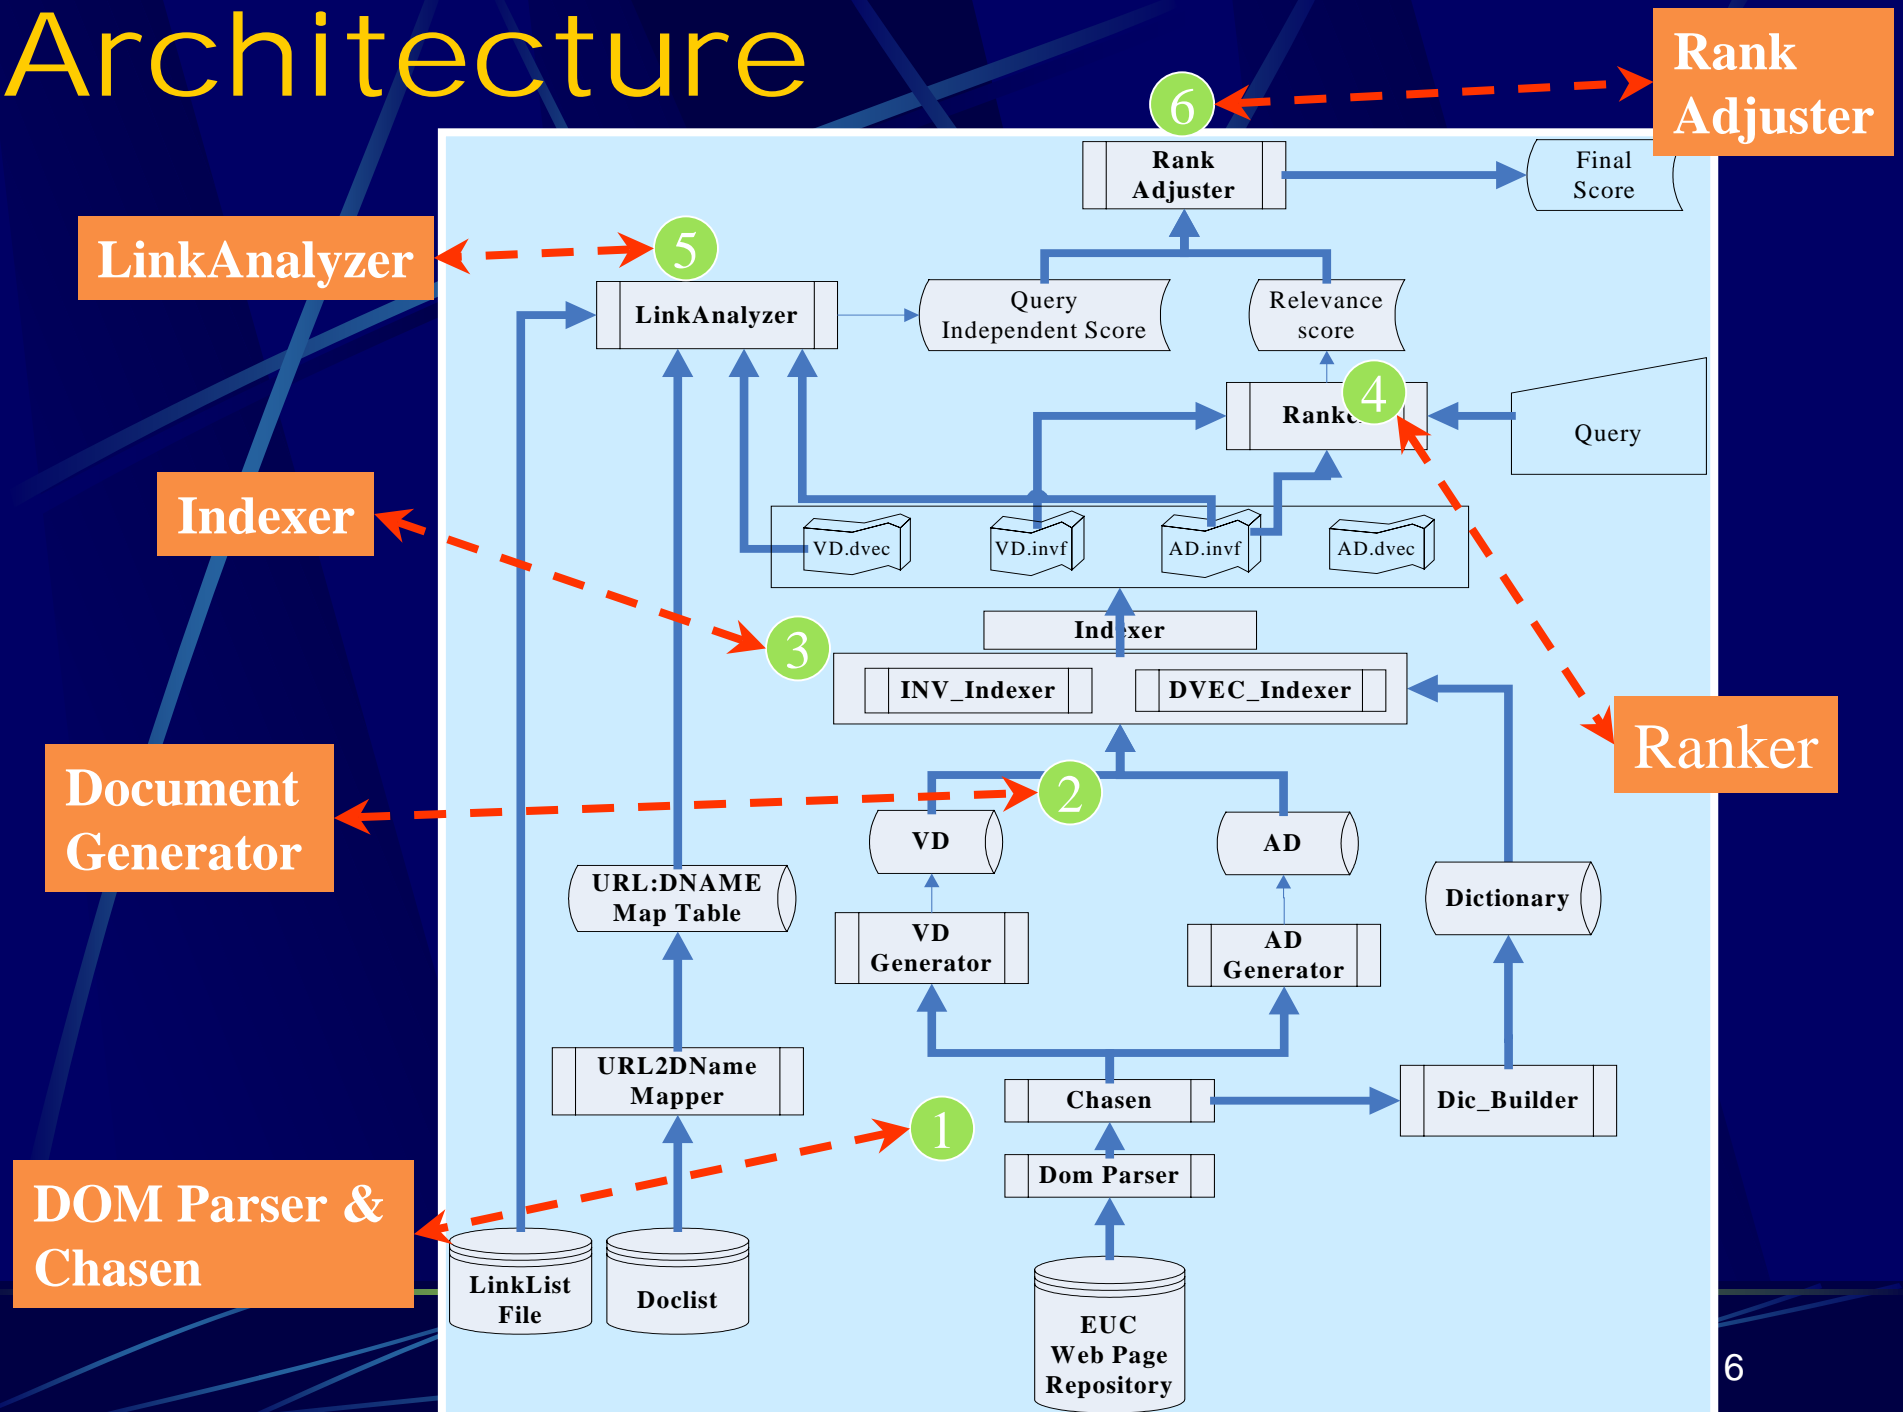 Architecture
Rank
Adjuster
6
Rank
Adjuster
Final
Score
LinkAnalyzer
5
LinkAnalyzer
Query
Independent Score
Relevance
score
4
Ranker
Query
Indexer
VD.dvec
VD.invf
AD.invf
AD.dvec
Indexer
3
INV_Indexer
DVEC_Indexer
Ranker
Document
Generator
2
VD
AD
URL:DNAME
Map Table
Dictionary
VD
Generator
AD
Generator
URL2DName
Mapper
Chasen
Dic_Builder
1
Dom Parser
DOM Parser &
Chasen
LinkList
File
Doclist
EUC
Web Page
Repository
6